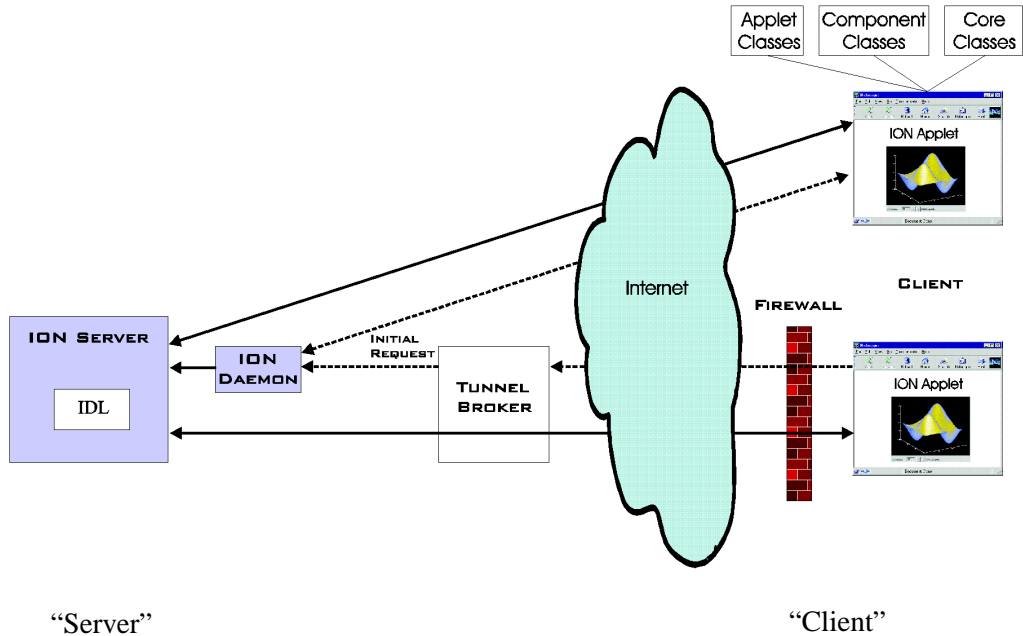 Applet
Classes
Component
Classes
Core
Classes
ION Applet
Internet
CLIENT
FIREWALL
ION SERVER
INITIAL
REQUEST
ION
DAEMON
TUNNEL
BROKER
IDL
ION Applet
“Server”
“Client”